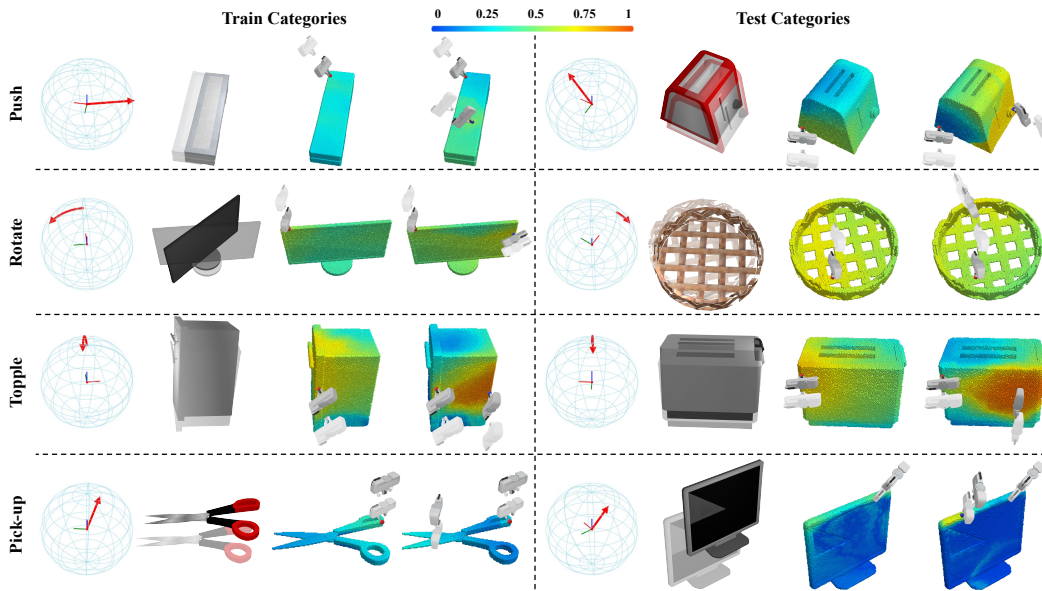 Train Categories
0 0.25 0.5 0.75 1
Test Categories
Push
Rotate
Topple
Pick-up